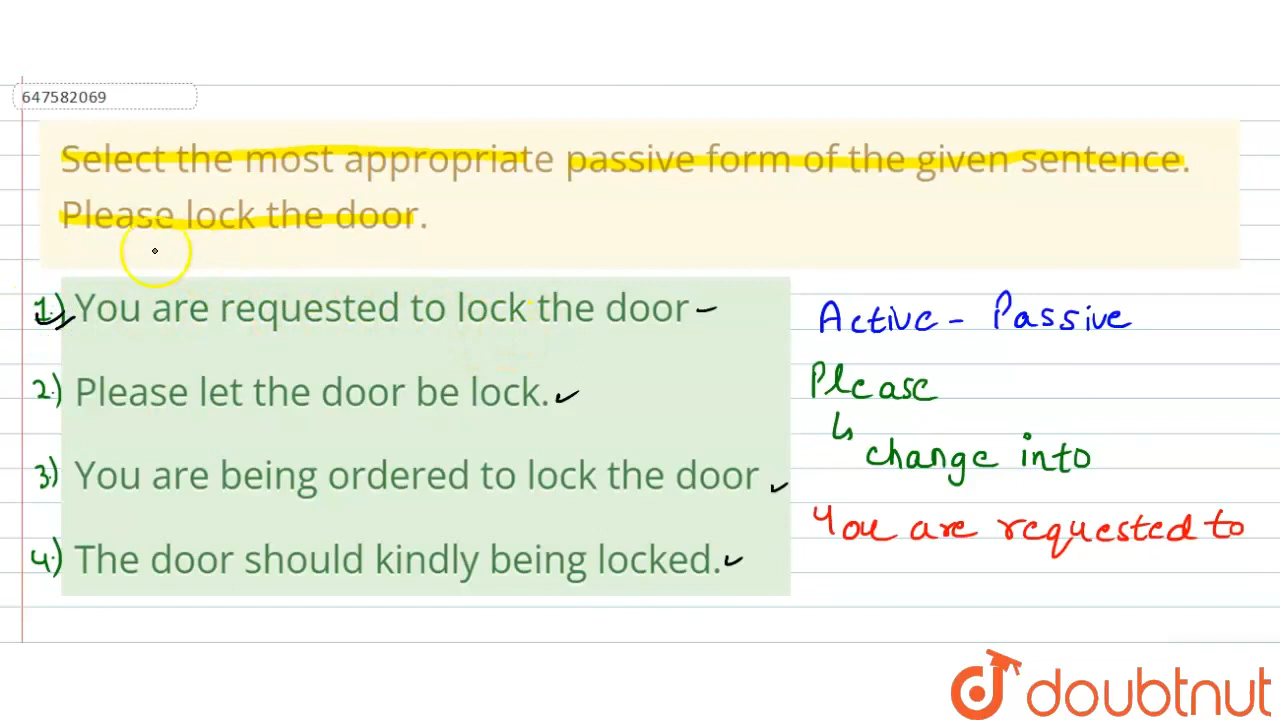 647582069
Select the most appropriate passive form of the given sentence.
Please lock the door.
1.) You are requested to lock the door
2.) Please let the door be lock.
3.) You are being ordered to lock the door
4.) The door should kindly being locked.
Active - Passive
Please
change into
You are requested to
doubtnut